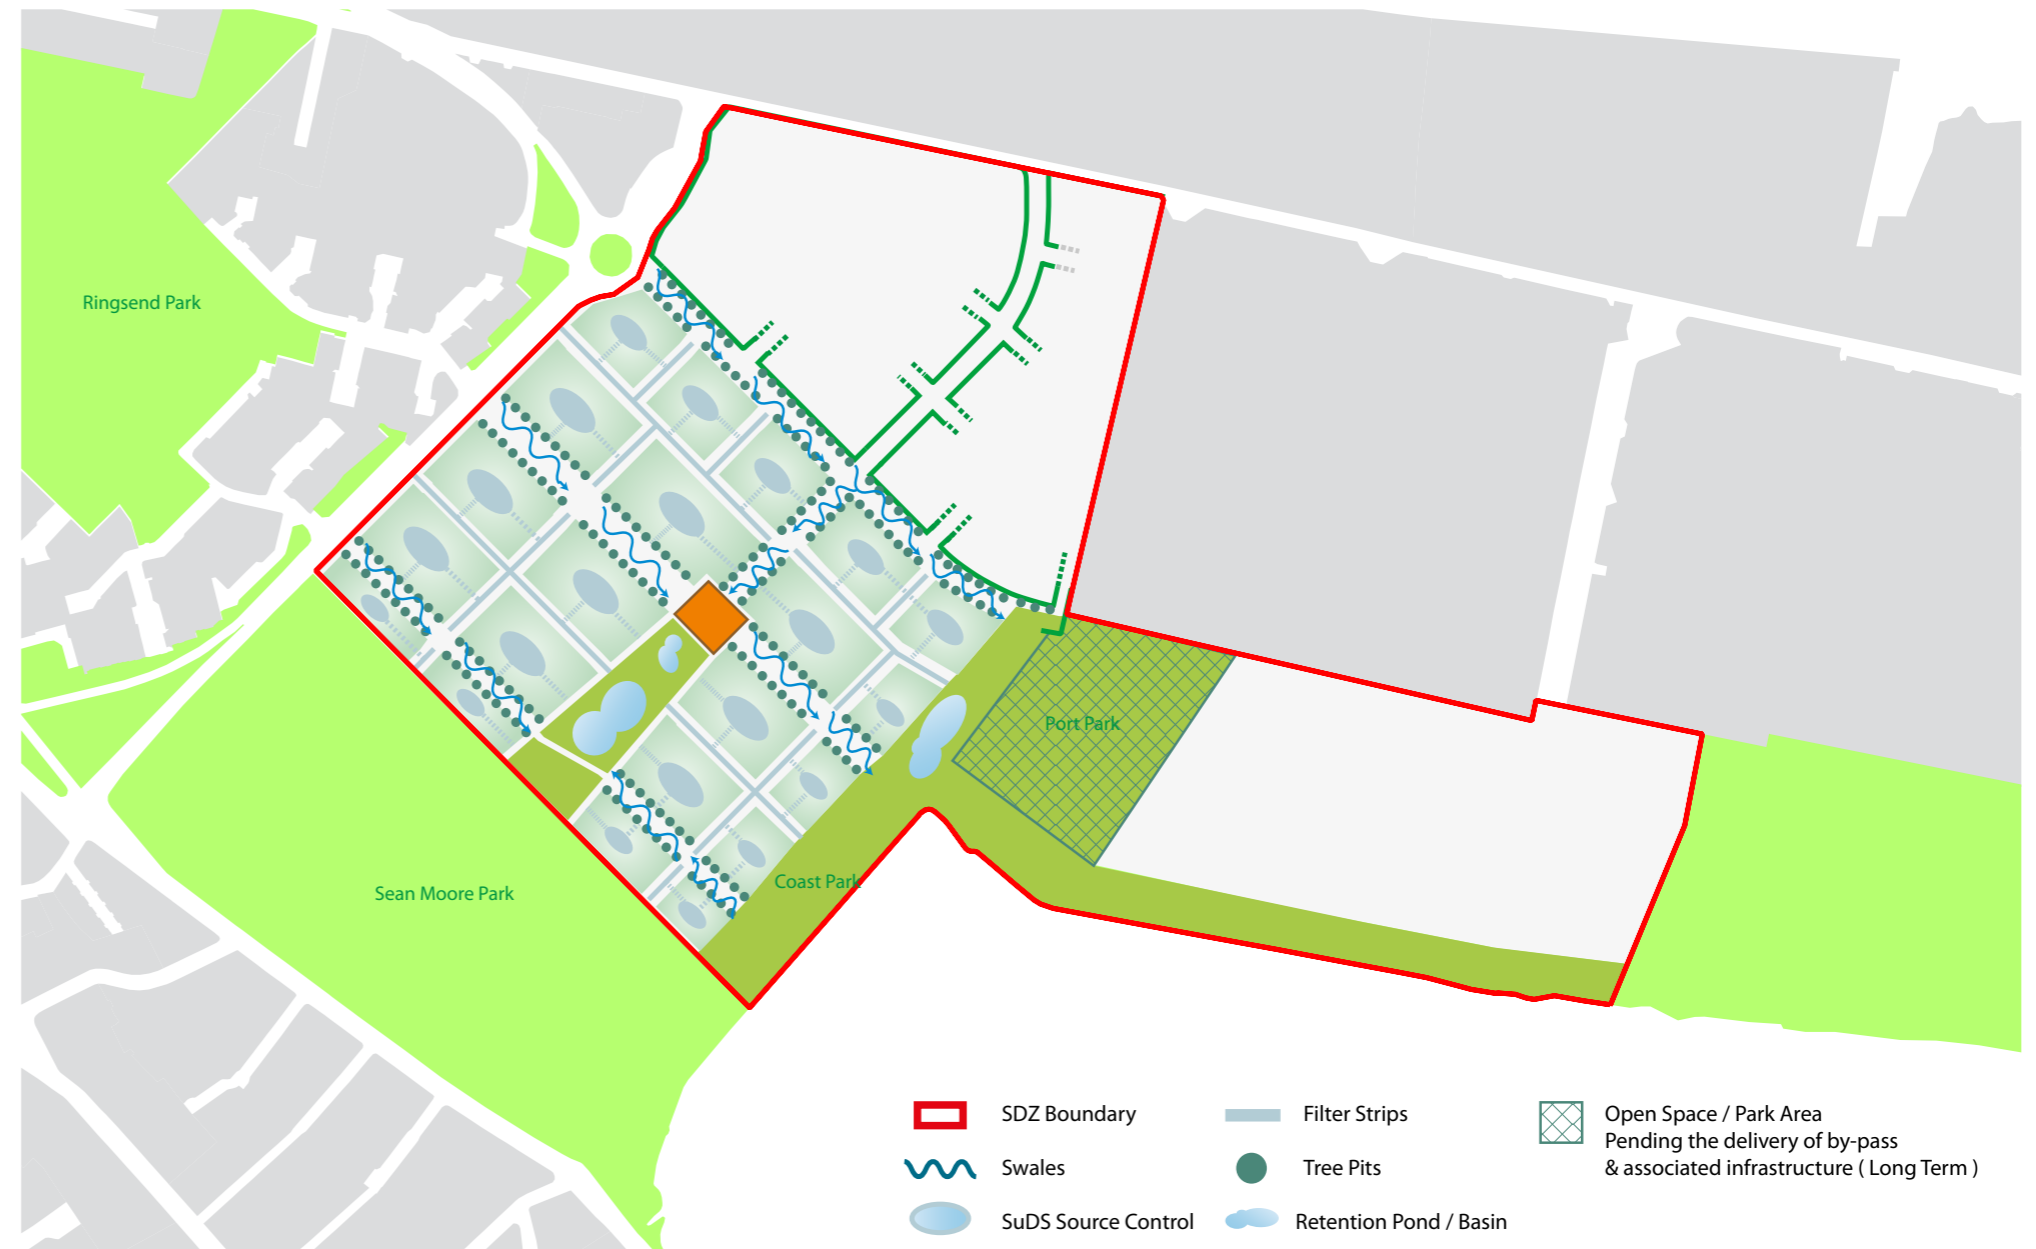 Ringsend Park
Port Park
Coast Park
Sean Moore Park
SDZ Boundary
Swales
SuDS Source Control
Filter Strips
Tree Pits
Retention Pond / Basin
Open Space / Park Area
Pending the delivery of by-pass
& associated infrastructure ( Long Term )